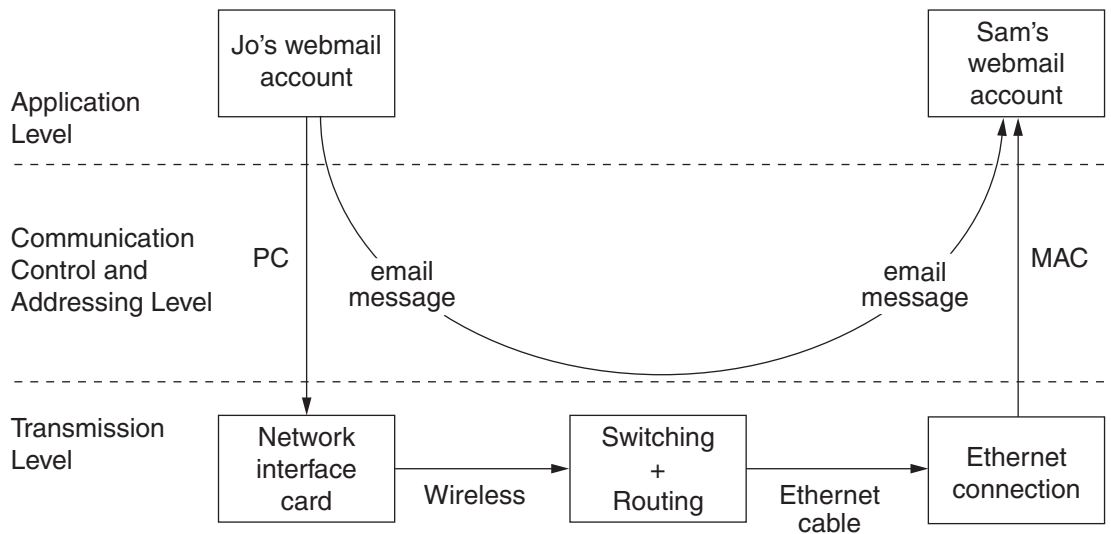 Jo's webmail
account
Sam's
webmail
account
Application
Level
Communication
Control and
Addressing Level
PC
email
message
email
message
MAC
Transmission
Level
Network
interface
card
Wireless
Switching
+
Routing
Ethernet
cable
Ethernet
connection